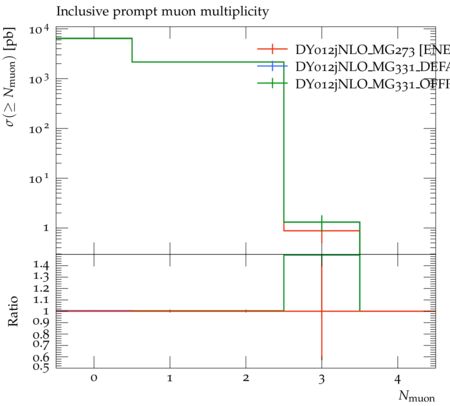 Inclusive prompt muon multiplicity
σ(≥ Nmuon) [pb]
10^4
10^3
10^2
10^1
1
DY012jNLO_MG273 [ENE
DY012jNLO_MG331_DEFA
DY012jNLO_MG331_OFFI
Ratio
1.4
1.3
1.2
1.1
1
0.9
0.8
0.7
0.6
0.5
0 1 2 3 4
Nmuon